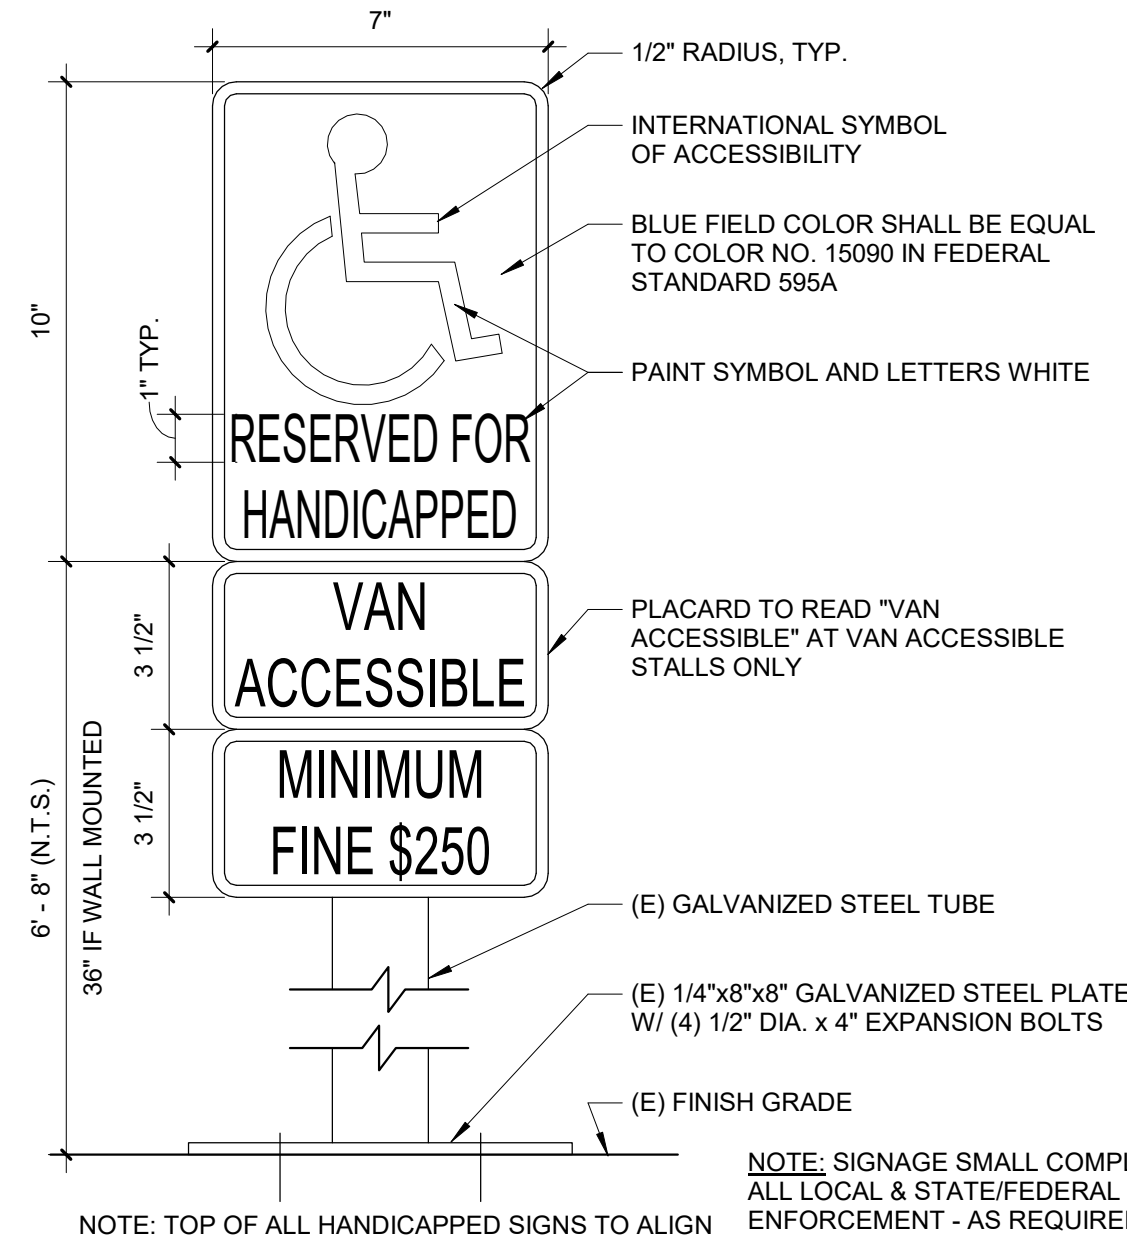 7"
1/2" RADIUS, TYP.
INTERNATIONAL SYMBOL
OF ACCESSIBILITY
BLUE FIELD COLOR SHALL BE EQUAL
TO COLOR NO. 15090 IN FEDERAL
STANDARD 595A
10"
1" TYP.
PAINT SYMBOL AND LETTERS WHITE
RESERVED FOR
HANDICAPPED
VAN
ACCESSIBLE
3 1/2"
PLACARD TO READ "VAN
ACCESSIBLE" AT VAN ACCESSIBLE
STALLS ONLY
MINIMUM
FINE $250
3 1/2"
6' - 8" (N.T.S.)
36" IF WALL MOUNTED
(E) GALVANIZED STEEL TUBE
(E) 1/4"x8"x8" GALVANIZED STEEL PLATE
W/ (4) 1/2" DIA. x 4" EXPANSION BOLTS
(E) FINISH GRADE
NOTE: SIGNAGE SMALL
ALL LOCAL & STATE/FEDERAL
ENFORCEMENT - AS
NOTE: TOP OF ALL HANDICAPPED SIGNS TO ALIGN